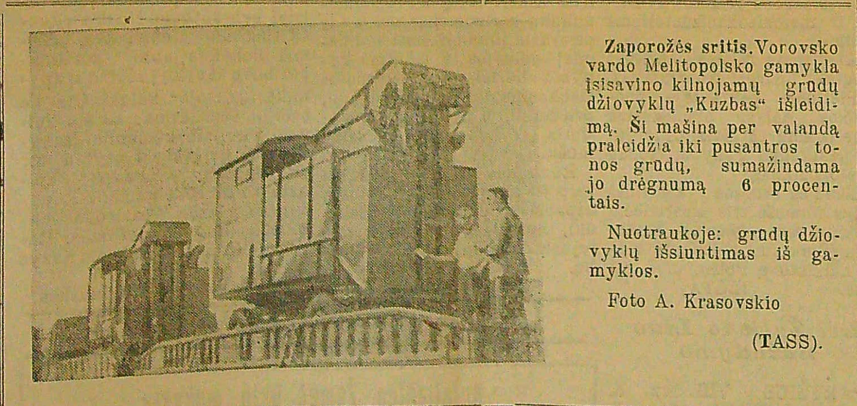 Zaporožės sritis. Vorovsko
vardo Melitopolsko gamykla
įsisavino kilnojamų grūdų
džiovyklų „Kuzbas“ išleidi-
mą. Ši mašina per valandą
praleidžia iki pusantros to-
nos grūdų, sumažindama
jo drėgnumą 6 procen-
tais.
Nuotraukoje: grūdų džio-
vyklų išsiuntimas iš ga-
myklos.
Foto A. Krasovskio
(TASS).